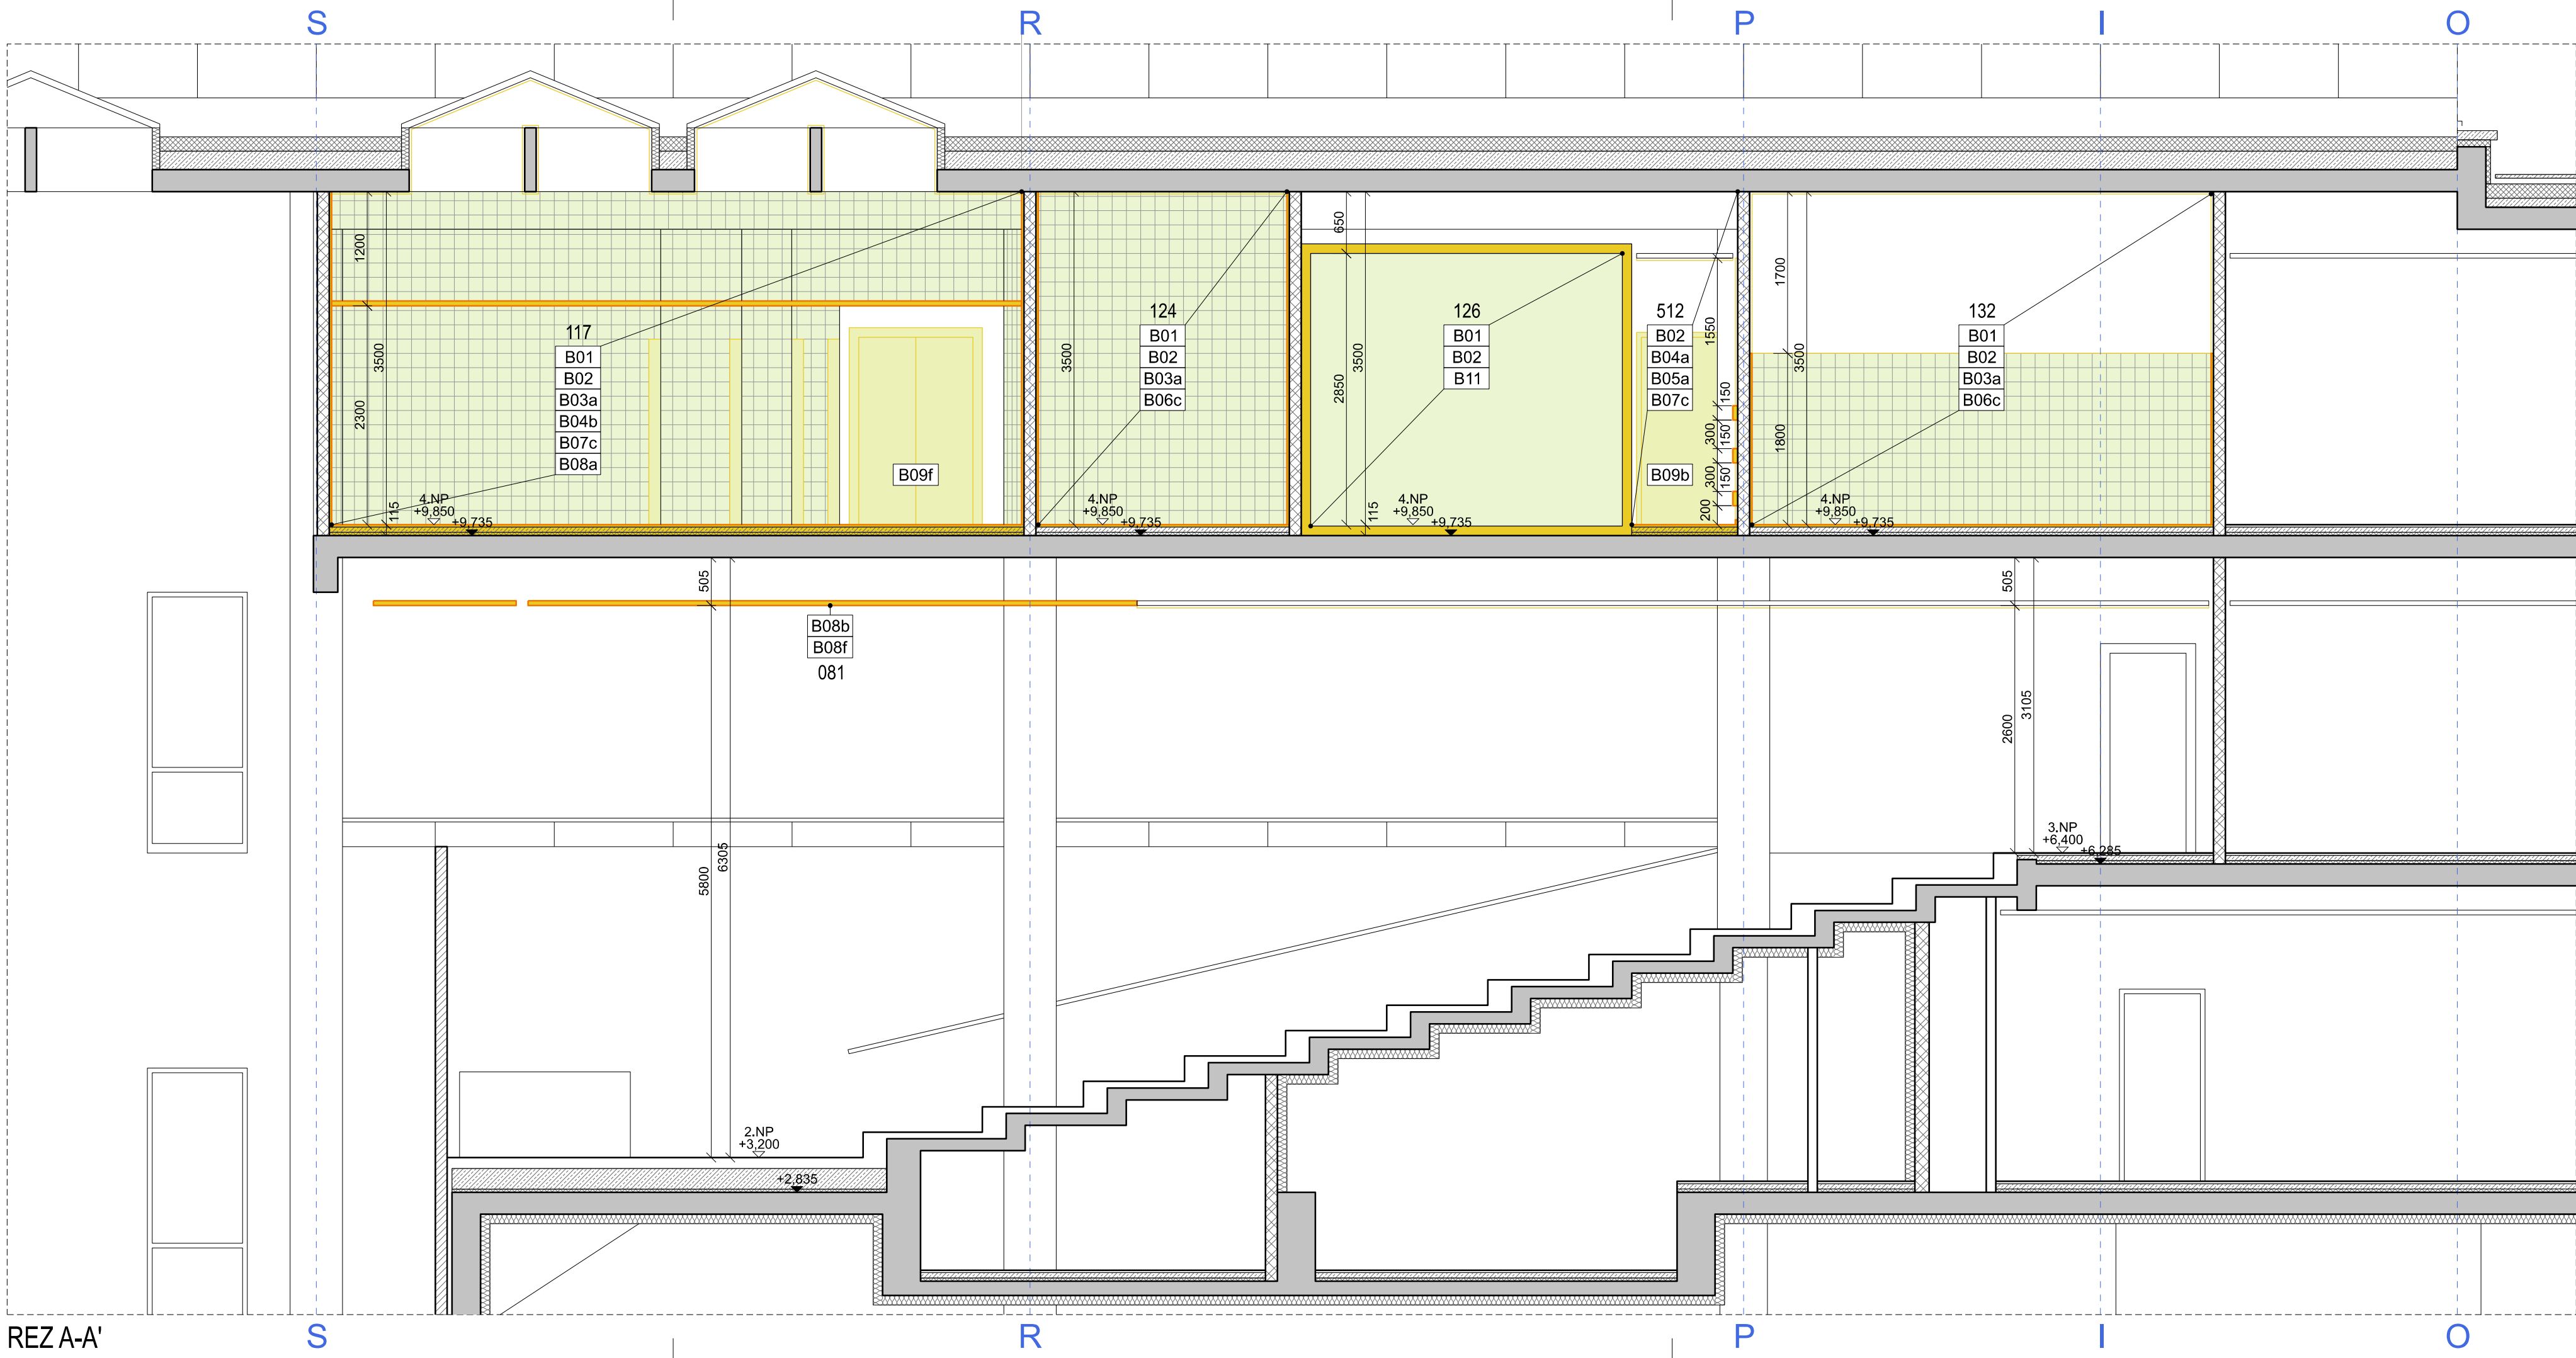 S
R
P
I
O
1200
3500
2300
115
117
B01
B02
B03a
B04b
B07c
B08a
B09f
4.NP
+9,850
+9,735
3500
124
B01
B02
B03a
B06c
4.NP
+9,850
+9,735
650
3500
2850
115
126
B01
B02
B11
4.NP
+9,850
+9,735
512
B02
B04a
B05a
B07c
B09b
1550
150
300
150
300
150
200
1700
3500
1800
132
B01
B02
B03a
B06c
4.NP
+9,850
+9,735
505
B08b
B08f
081
5800
6305
505
2600
3105
3.NP
+6,400
+6,285
2.NP
+3,200
+2,835
REZ A-A'
S
R
P
I
O